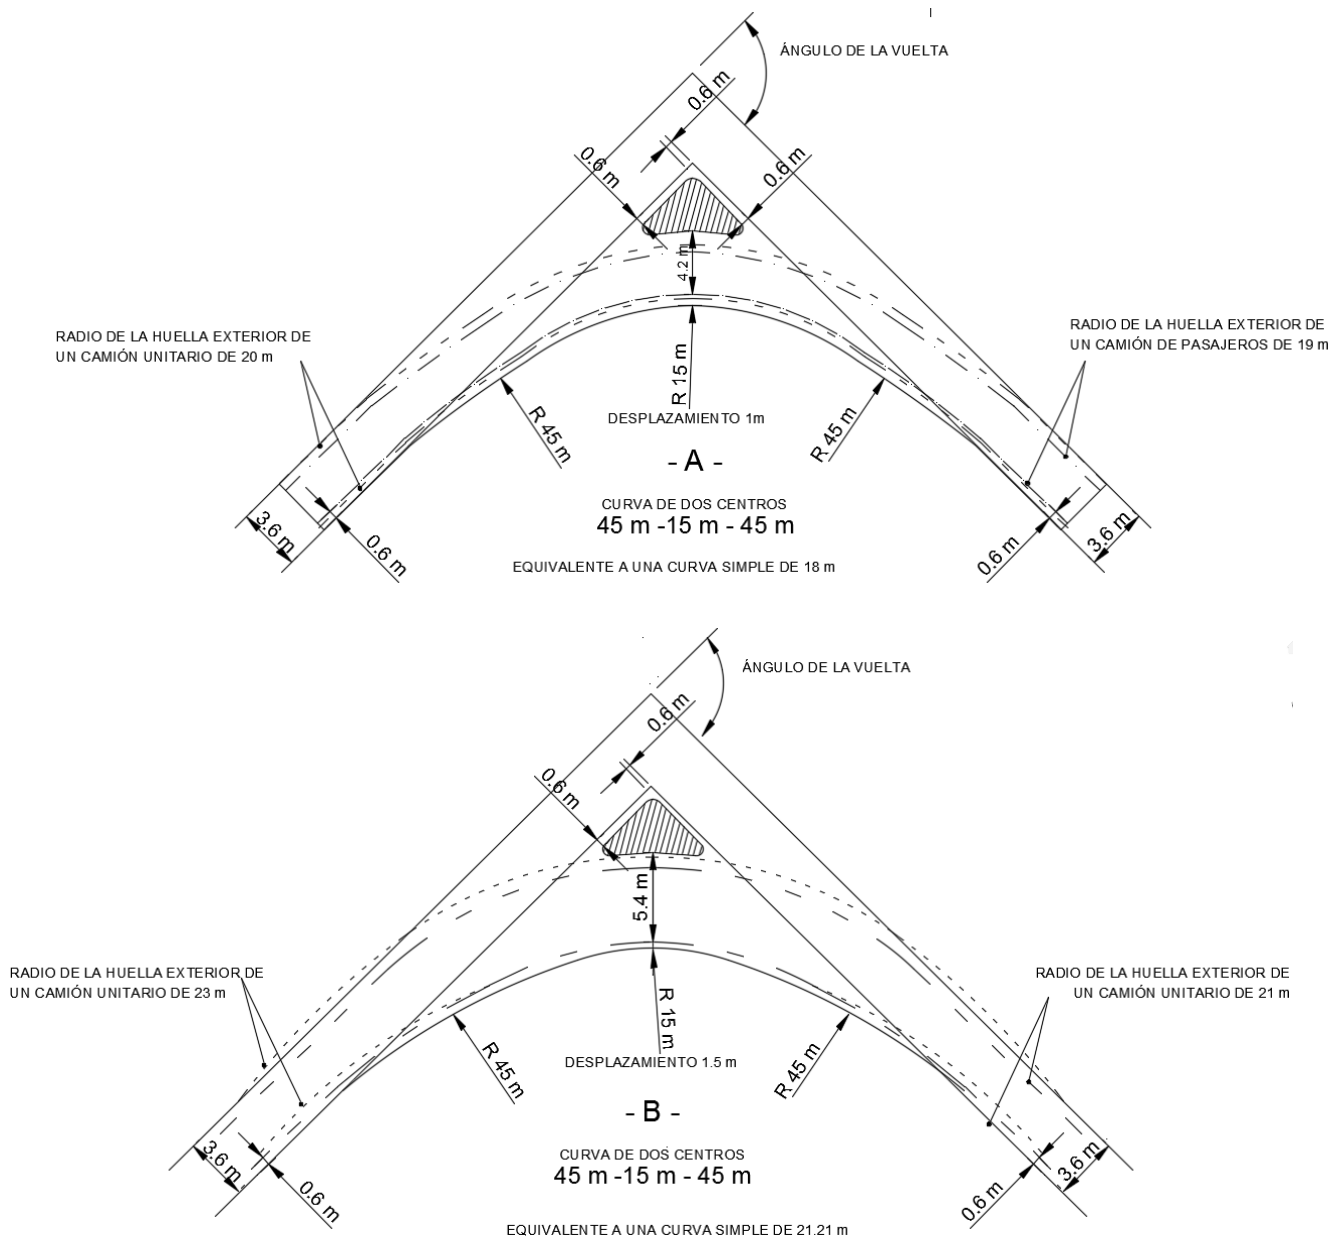 ÁNGULO DE LA VUELTA
0.6 m
0.6 m
0.6 m
4.2 m
RADIO DE LA HUELLA EXTERIOR DE
UN CAMIÓN UNITARIO DE 20 m
RADIO DE LA HUELLA EXTERIOR DE
UN CAMIÓN DE PASAJEROS DE 19 m
R 15 m
DESPLAZAMIENTO 1m
R 45 m
R 45 m
- A -
CURVA DE DOS CENTROS
45 m -15 m - 45 m
3.6 m
0.6 m
0.6 m
3.6 m
EQUIVALENTE A UNA CURVA SIMPLE DE 18 m
ÁNGULO DE LA VUELTA
0.6 m
0.6 m
5.4 m
RADIO DE LA HUELLA EXTERIOR DE
UN CAMIÓN UNITARIO DE 23 m
RADIO DE LA HUELLA EXTERIOR DE
UN CAMIÓN UNITARIO DE 21 m
R 15 m
DESPLAZAMIENTO 1.5 m
R 45 m
R 45 m
- B -
CURVA DE DOS CENTROS
45 m -15 m - 45 m
3.6 m
0.6 m
0.6 m
3.6 m
EQUIVALENTE A UNA CURVA SIMPLE DE 21.21 m